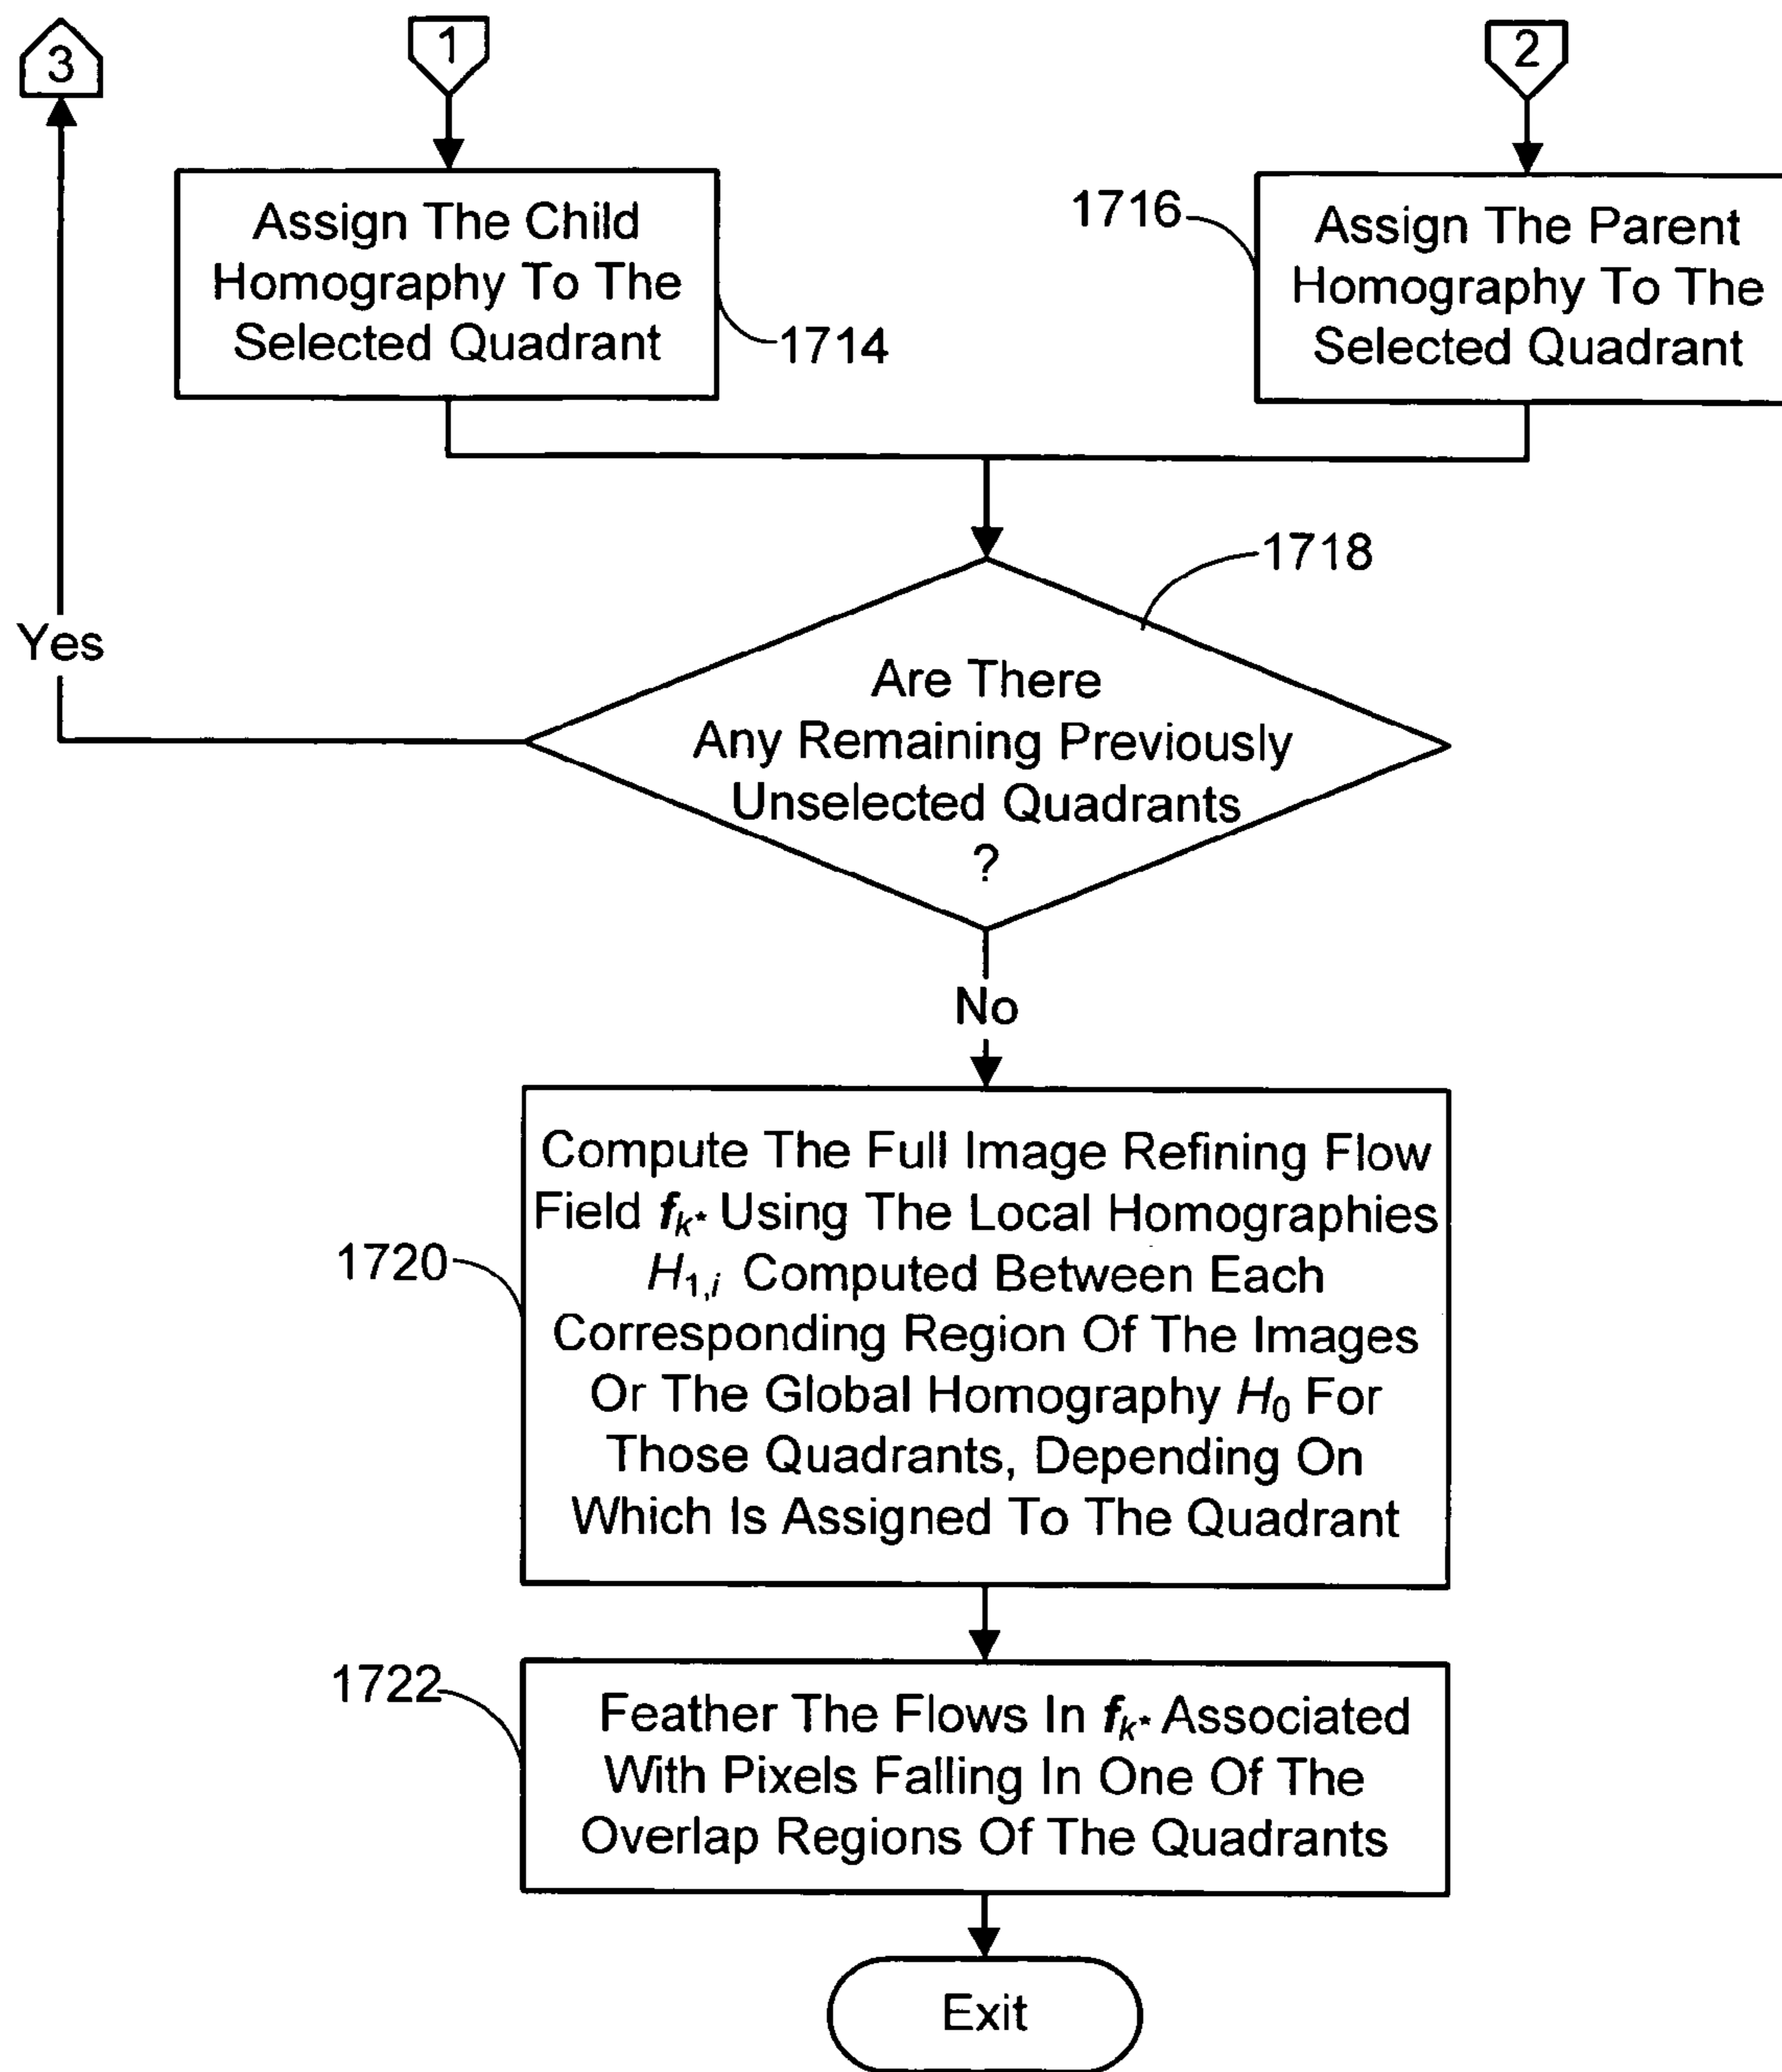 3
1
2
Assign The Child
Homography To The
Selected Quadrant
1714
1716
Assign The Parent
Homography To The
Selected Quadrant
1718
Yes
Are There
Any Remaining Previously
Unselected Quadrants
?
No
1720
Compute The Full Image Refining Flow
Field fk* Using The Local Homographies
H1,i Computed Between Each
Corresponding Region Of The Images
Or The Global Homography H0 For
Those Quadrants, Depending On
Which Is Assigned To The Quadrant
1722
Feather The Flows In fk* Associated
With Pixels Falling In One Of The
Overlap Regions Of The Quadrants
Exit